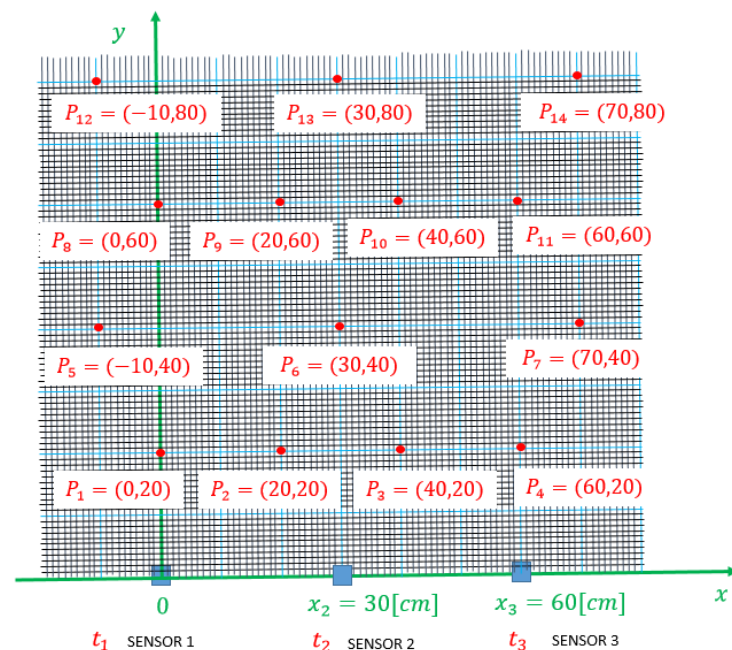 y
P₁₂ = (−10,80) P₁₃ = (30,80) P₁₄ = (70,80)
P₈ = (0,60) P₉ = (20,60) P₁₀ = (40,60) P₁₁ = (60,60)
P₅ = (−10,40) P₆ = (30,40) P₇ = (70,40)
P₁ = (0,20) P₂ = (20,20) P₃ = (40,20) P₄ = (60,20)
0 x₂ = 30[cm] x₃ = 60[cm] x
t₁ SENSOR 1 t₂ SENSOR 2 t₃ SENSOR 3